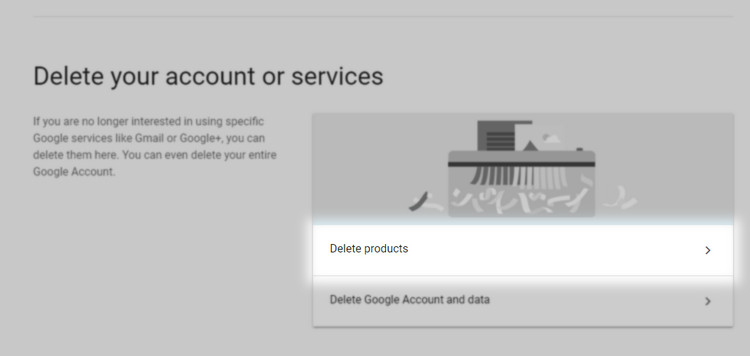 Delete your account or services
If you are no longer interested in using specific
Google services like Gmail or Google+, you can
delete them here. You can even delete your entire
Google Account.
Delete products
Delete Google Account and data